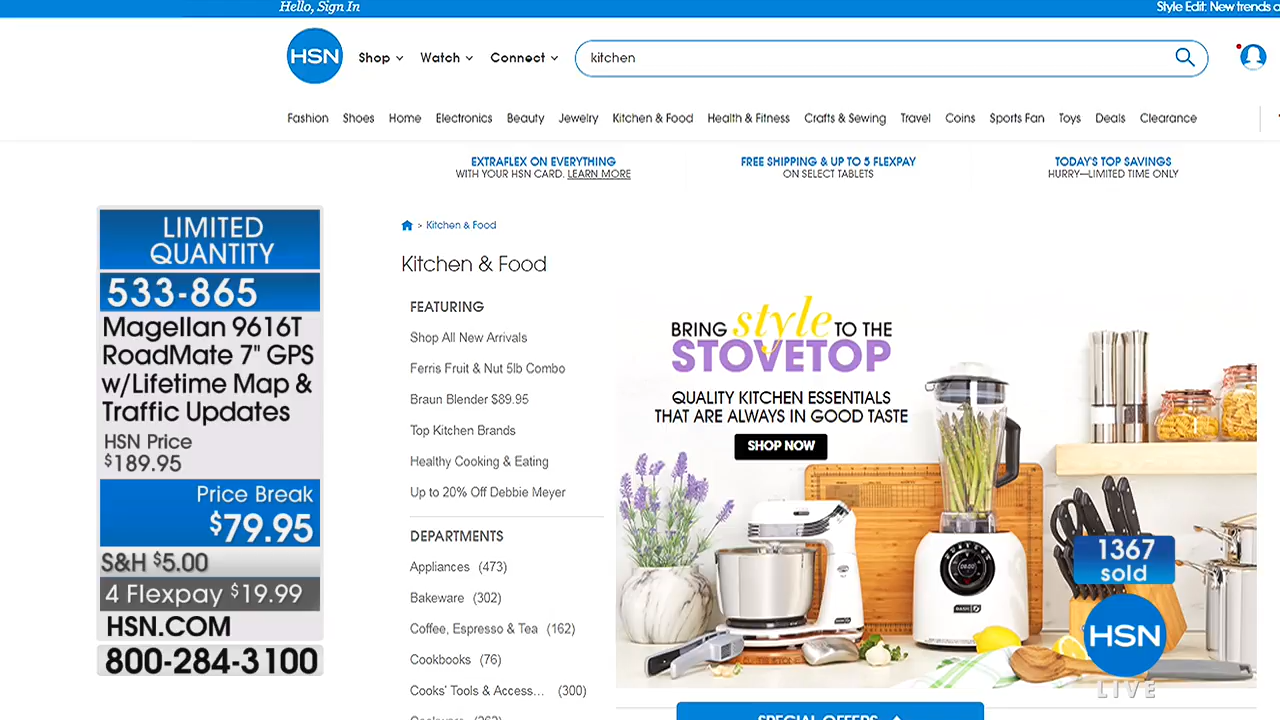 Hello, Sign In
Style Edit: New trends
HSN
Shop
Watch
Connect
kitchen
Fashion
Shoes
Home
Electronics
Beauty
Jewelry
Kitchen & Food
Health & Fitness
Crafts & Sewing
Travel
Coins
Sports Fan
Toys
Deals
Clearance
EXTRAFLEX ON EVERYTHING
WITH YOUR HSN CARD. LEARN MORE
FREE SHIPPING & UP TO 5 FLEXPAY
ON SELECT TABLETS
TODAY'S TOP SAVINGS
HURRY—LIMITED TIME ONLY
LIMITED
QUANTITY
533-865
Magellan 9616T
RoadMate 7" GPS
w/Lifetime Map &
Traffic Updates
HSN Price
$189.95
Price Break
$79.95
S&H $5.00
4 Flexpay $19.99
HSN.COM
800-284-3100
> Kitchen & Food
Kitchen & Food
FEATURING
Shop All New Arrivals
Ferris Fruit & Nut 5lb Combo
Braun Blender $89.95
Top Kitchen Brands
Healthy Cooking & Eating
Up to 20% Off Debbie Meyer
DEPARTMENTS
Appliances (473)
Bakeware (302)
Coffee, Espresso & Tea (162)
Cookbooks (76)
Cooks' Tools & Access... (300)
BRING style TO THE
STOVETOP
QUALITY KITCHEN ESSENTIALS
THAT ARE ALWAYS IN GOOD TASTE
SHOP NOW
1367
sold
HSN
LIVE
SPECIAL OFFERS